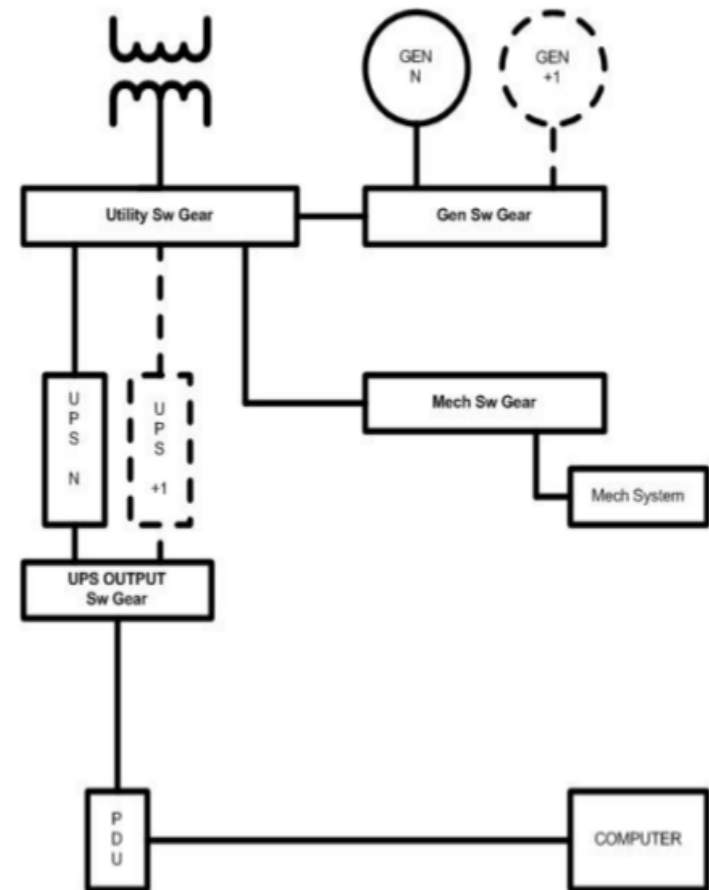 GEN
N
GEN
+1
Utility Sw Gear
Gen Sw Gear
U
P
S
N
U
P
S
+1
Mech Sw Gear
Mech System
UPS OUTPUT
Sw Gear
P
D
U
COMPUTER